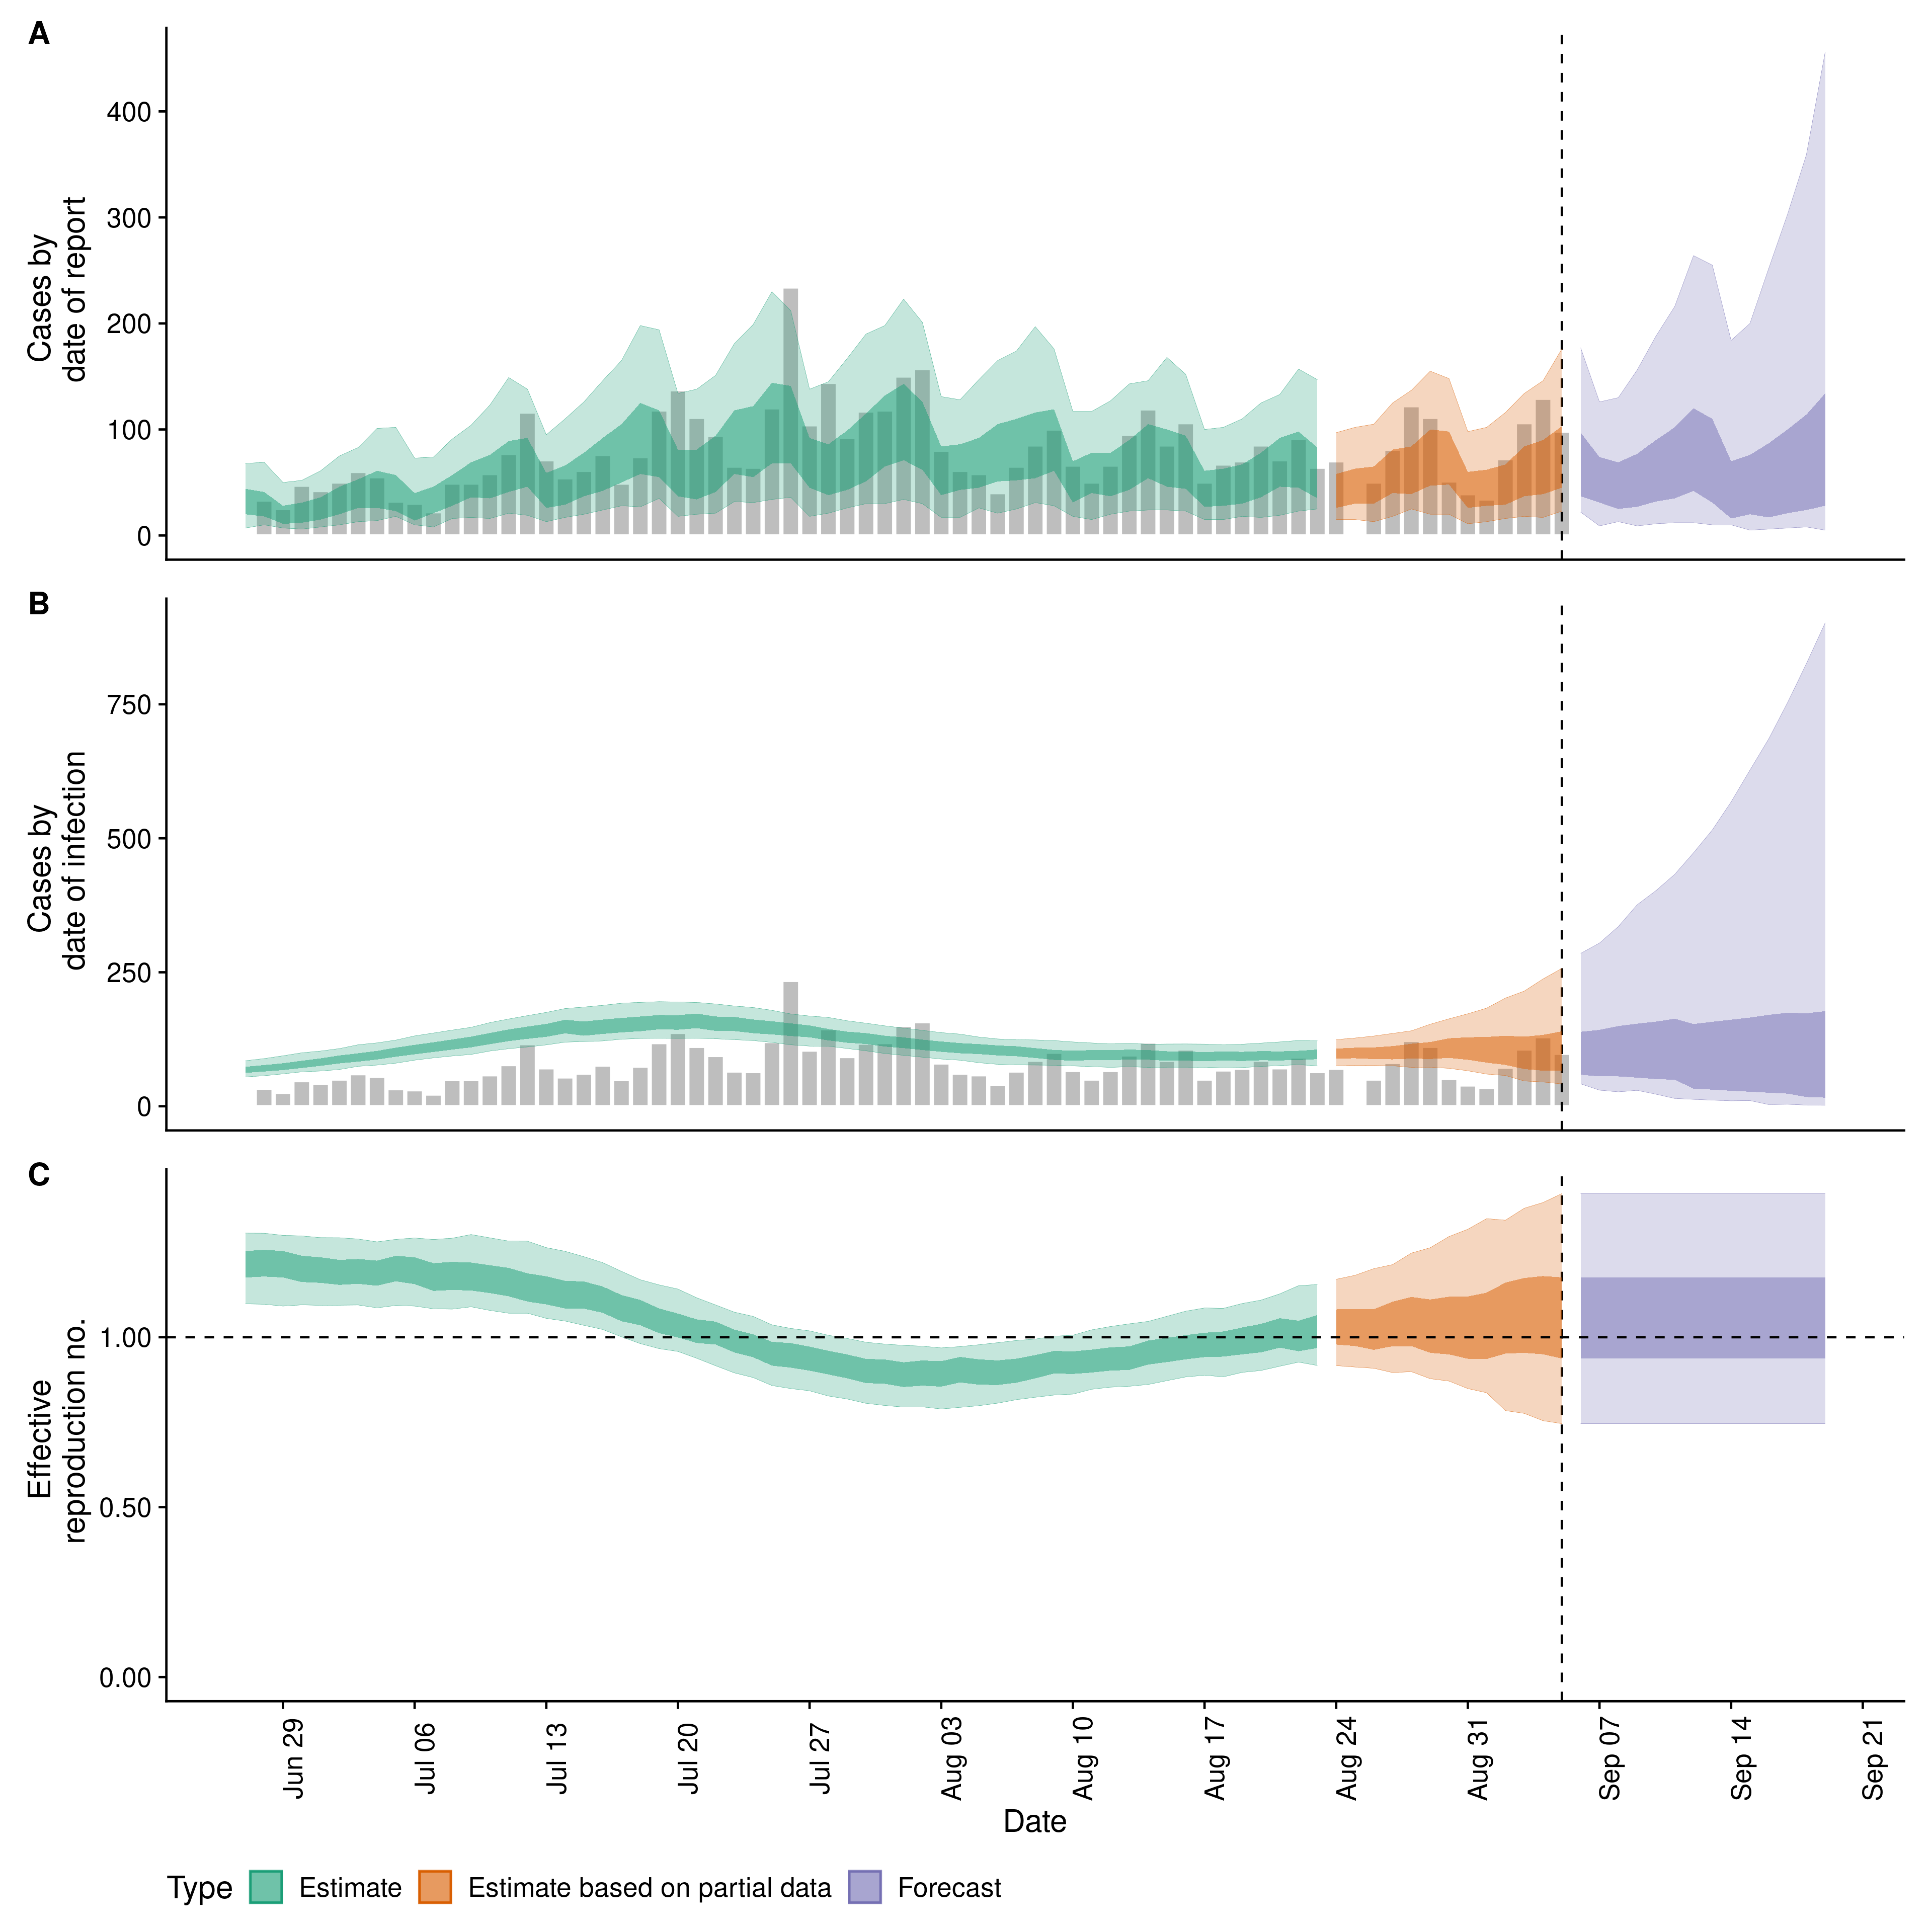 A
Cases by
date of report
400
300
200
100
0
B
Cases by
date of infection
750
500
250
0
C
Effective
reproduction no.
1.00
0.50
0.00
Jun 29
Jul 06
Jul 13
Jul 20
Jul 27
Aug 03
Aug 10
Aug 17
Aug 24
Aug 31
Sep 07
Sep 14
Sep 21
Date
Type Estimate Estimate based on partial data Forecast